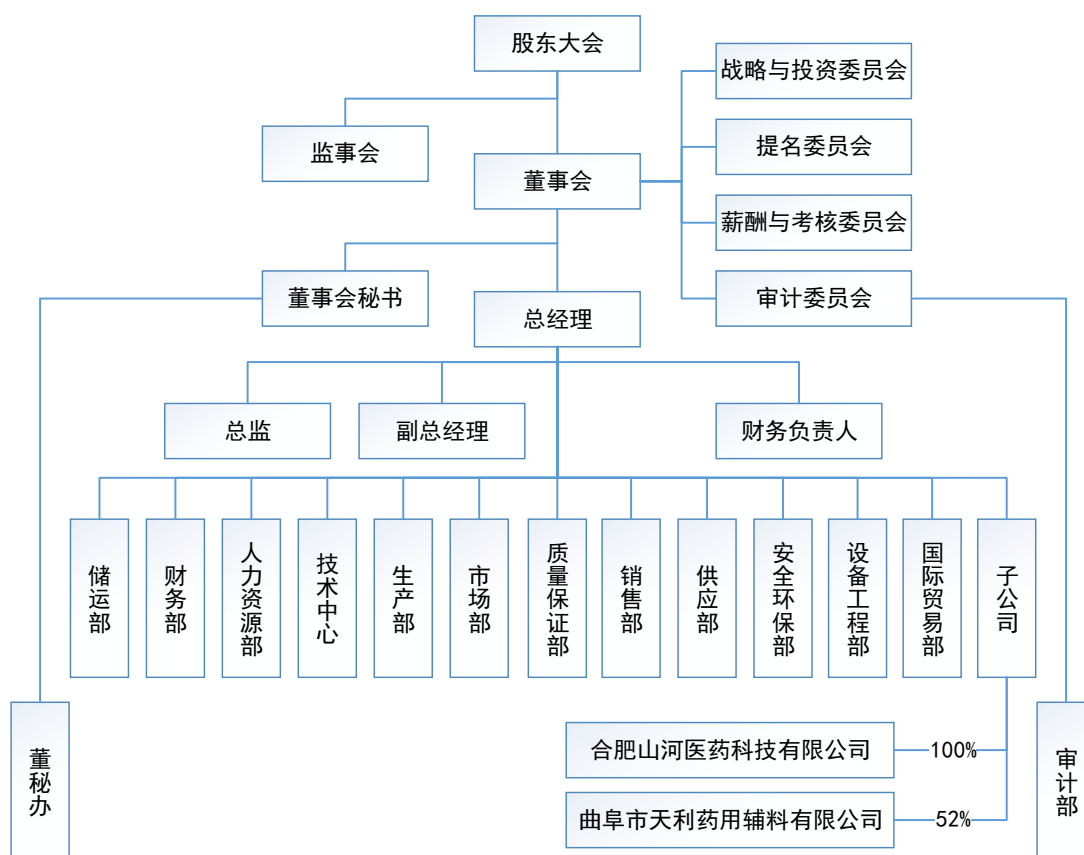 股东大会
战略与投资委员会
监事会
提名委员会
董事会
薪酬与考核委员会
董事会秘书
审计委员会
总经理
总监
副总经理
财务负责人
储运部
财务部
人力资源部
技术中心
生产部
市场部
质量保证部
销售部
供应部
安全环保部
设备工程部
国际贸易部
子公司
董秘办
合肥山河医药科技有限公司
100%
曲阜市天利药用辅料有限公司
52%
审计部